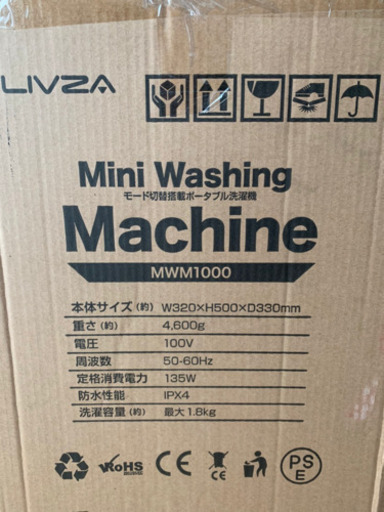 LIVZA
Mini Washing
モード切替搭載ポータブル洗濯機
Machine
MWM1000
本体サイズ(約) W320×H500×D330mm
重さ(約) 4,600g
電圧 100V
周波数 50-60Hz
定格消費電力 135W
防水性能 IPX4
洗濯容量(約) 最大1.8kg
RoHS CE CE PS E